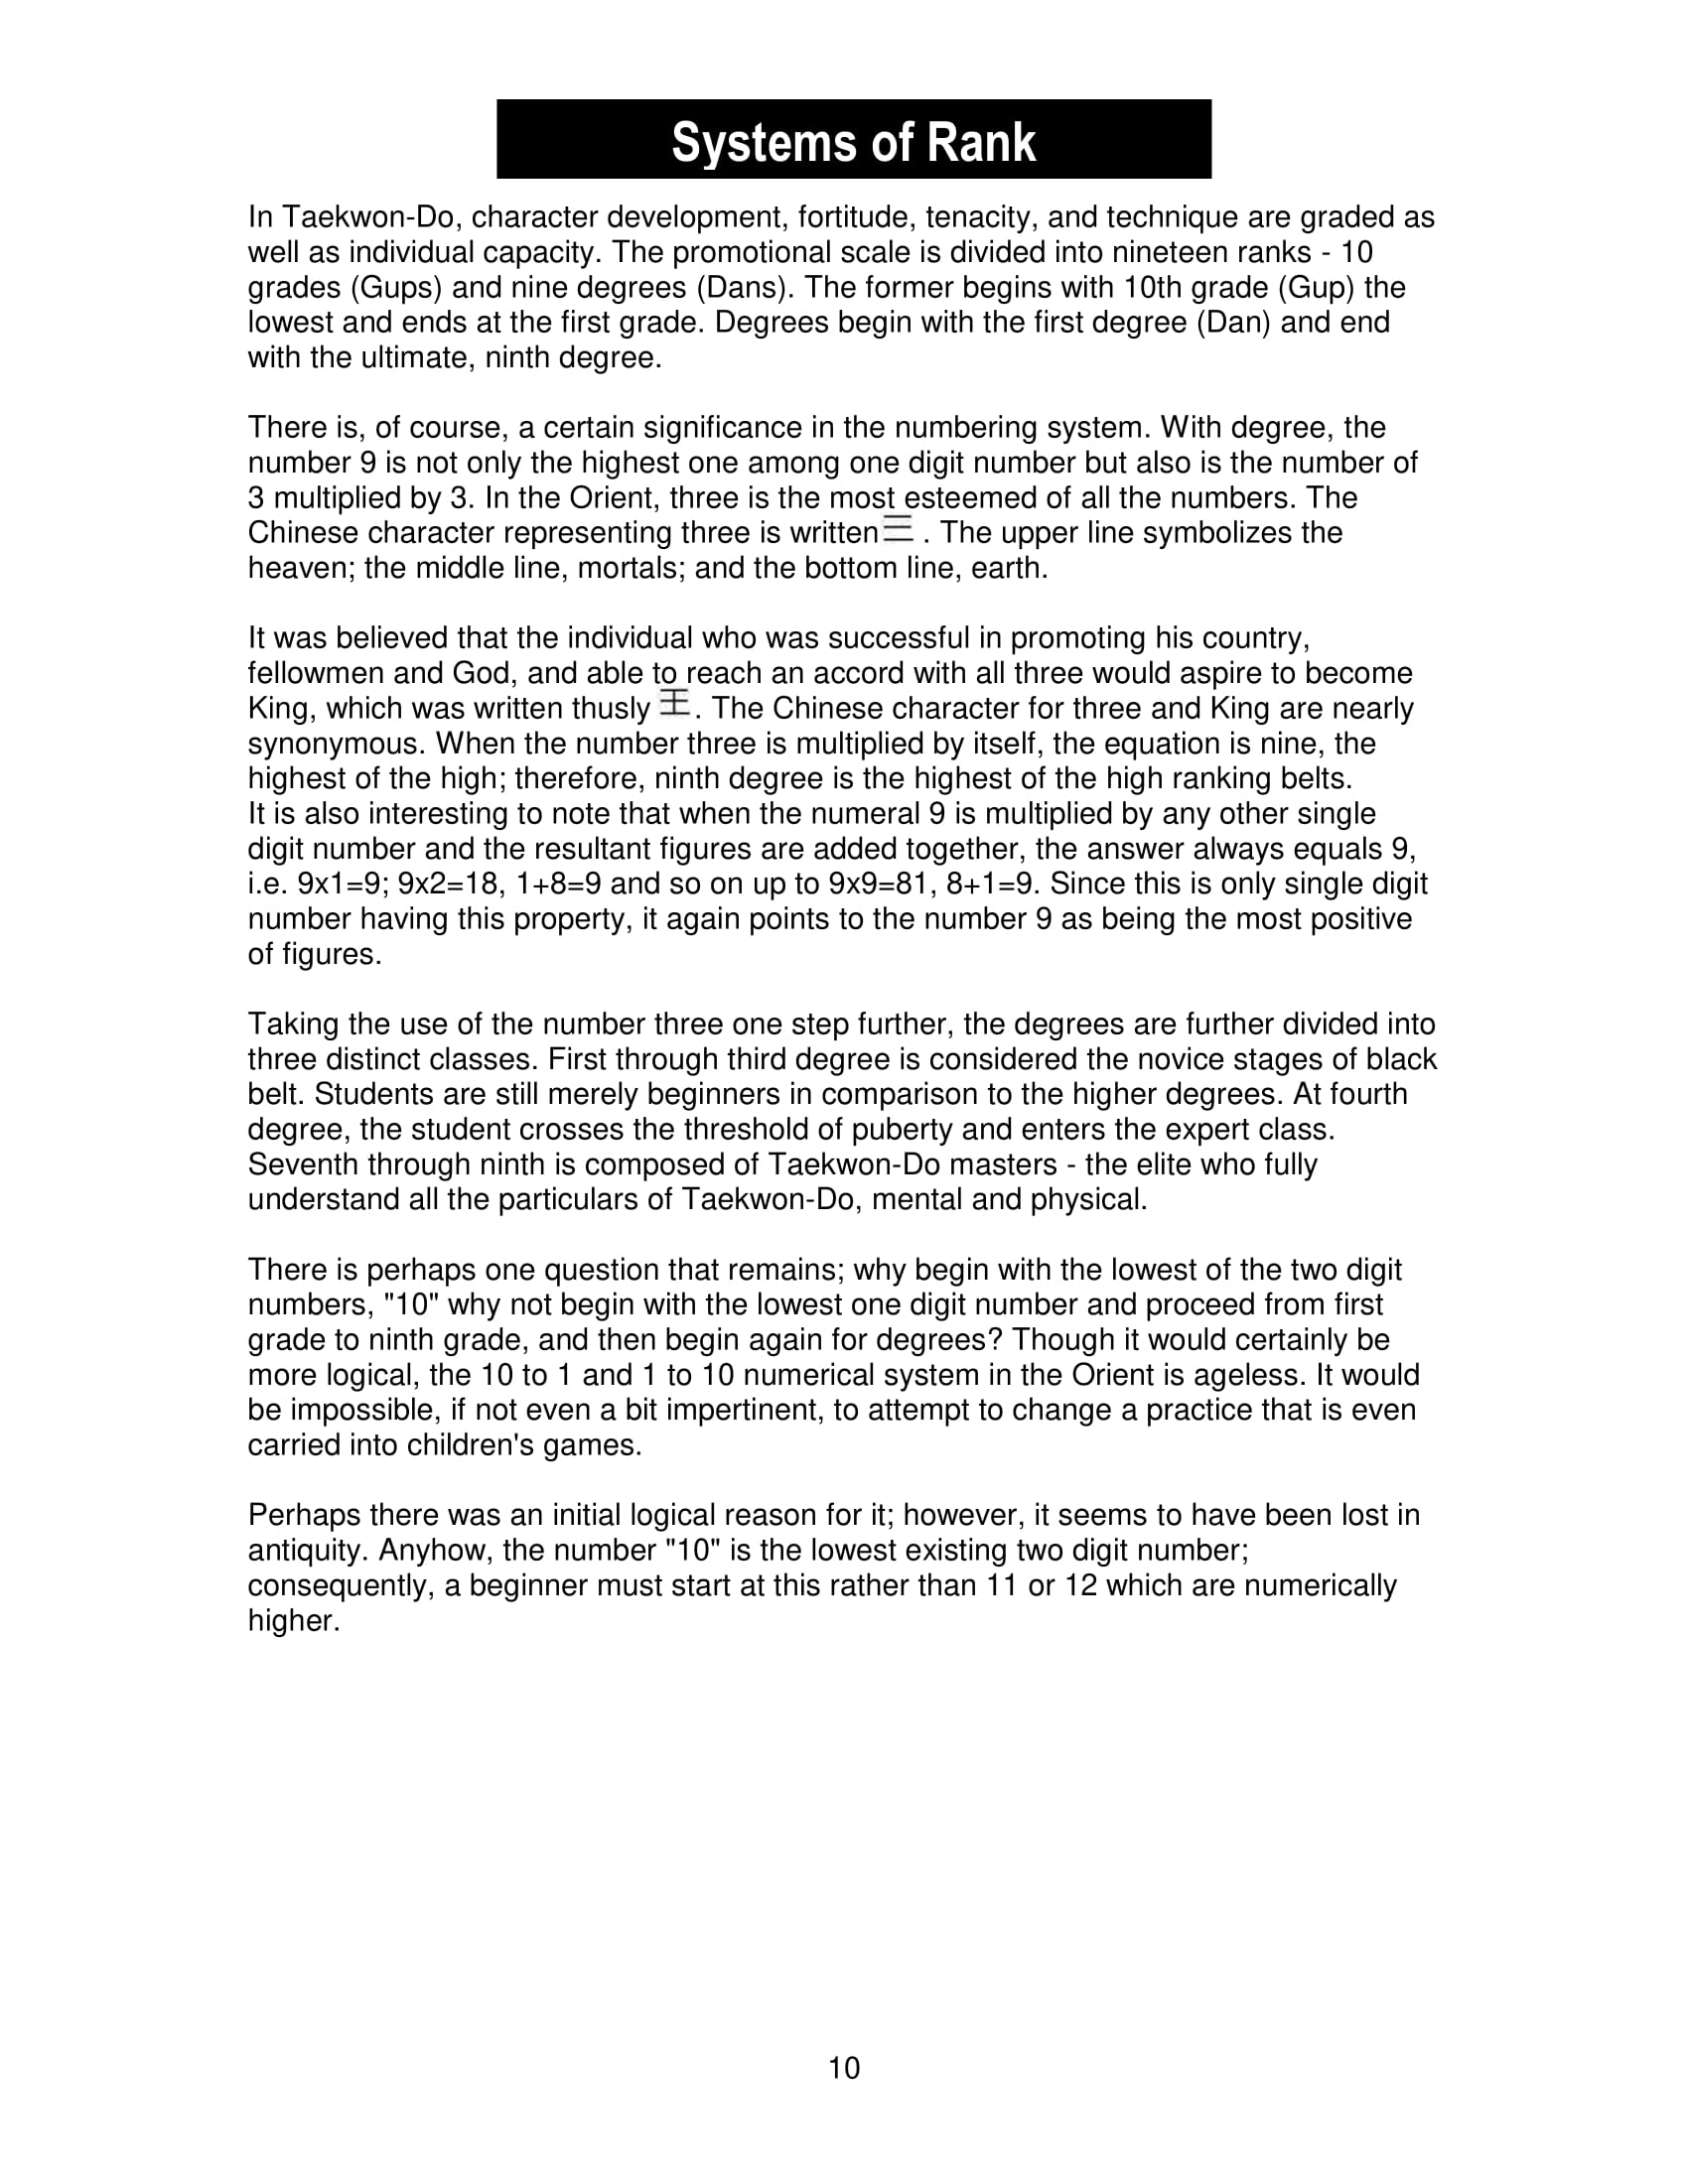 Systems of Rank
In Taekwon-Do, character development, fortitude, tenacity, and technique are graded as
well as individual capacity. The promotional scale is divided into nineteen ranks - 10
grades (Gups) and nine degrees (Dans). The former begins with 10th grade (Gup) the
lowest and ends at the first grade. Degrees begin with the first degree (Dan) and end
with the ultimate, ninth degree.
There is, of course, a certain significance in the numbering system. With degree, the
number 9 is not only the highest one among one digit number but also is the number of
3 multiplied by 3. In the Orient, three is the most esteemed of all the numbers. The
Chinese character representing three is written 三 . The upper line symbolizes the
heaven; the middle line, mortals; and the bottom line, earth.
It was believed that the individual who was successful in promoting his country,
fellowmen and God, and able to reach an accord with all three would aspire to become
King, which was written thusly 王. The Chinese character for three and King are nearly
synonymous. When the number three is multiplied by itself, the equation is nine, the
highest of the high; therefore, ninth degree is the highest of the high ranking belts.
It is also interesting to note that when the numeral 9 is multiplied by any other single
digit number and the resultant figures are added together, the answer always equals 9,
i.e. 9x1=9; 9x2=18, 1+8=9 and so on up to 9x9=81, 8+1=9. Since this is only single digit
number having this property, it again points to the number 9 as being the most positive
of figures.
Taking the use of the number three one step further, the degrees are further divided into
three distinct classes. First through third degree is considered the novice stages of black
belt. Students are still merely beginners in comparison to the higher degrees. At fourth
degree, the student crosses the threshold of puberty and enters the expert class.
Seventh through ninth is composed of Taekwon-Do masters - the elite who fully
understand all the particulars of Taekwon-Do, mental and physical.
There is perhaps one question that remains; why begin with the lowest of the two digit
numbers, "10" why not begin with the lowest one digit number and proceed from first
grade to ninth grade, and then begin again for degrees? Though it would certainly be
more logical, the 10 to 1 and 1 to 10 numerical system in the Orient is ageless. It would
be impossible, if not even a bit impertinent, to attempt to change a practice that is even
carried into children's games.
Perhaps there was an initial logical reason for it; however, it seems to have been lost in
antiquity. Anyhow, the number "10" is the lowest existing two digit number;
consequently, a beginner must start at this rather than 11 or 12 which are numerically
higher.
10